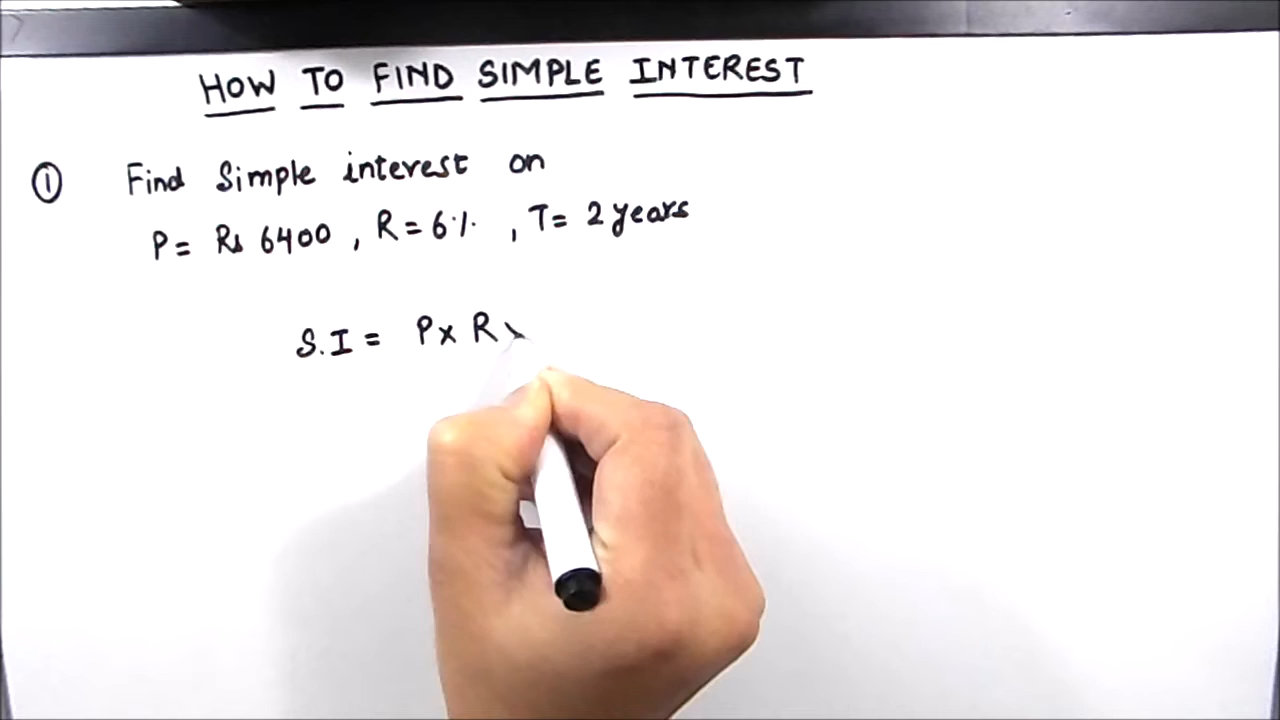 HOW TO FIND SIMPLE INTEREST
① Find Simple interest on
P = Rs 6400 , R = 6% , T = 2 years
S.I = P x R x